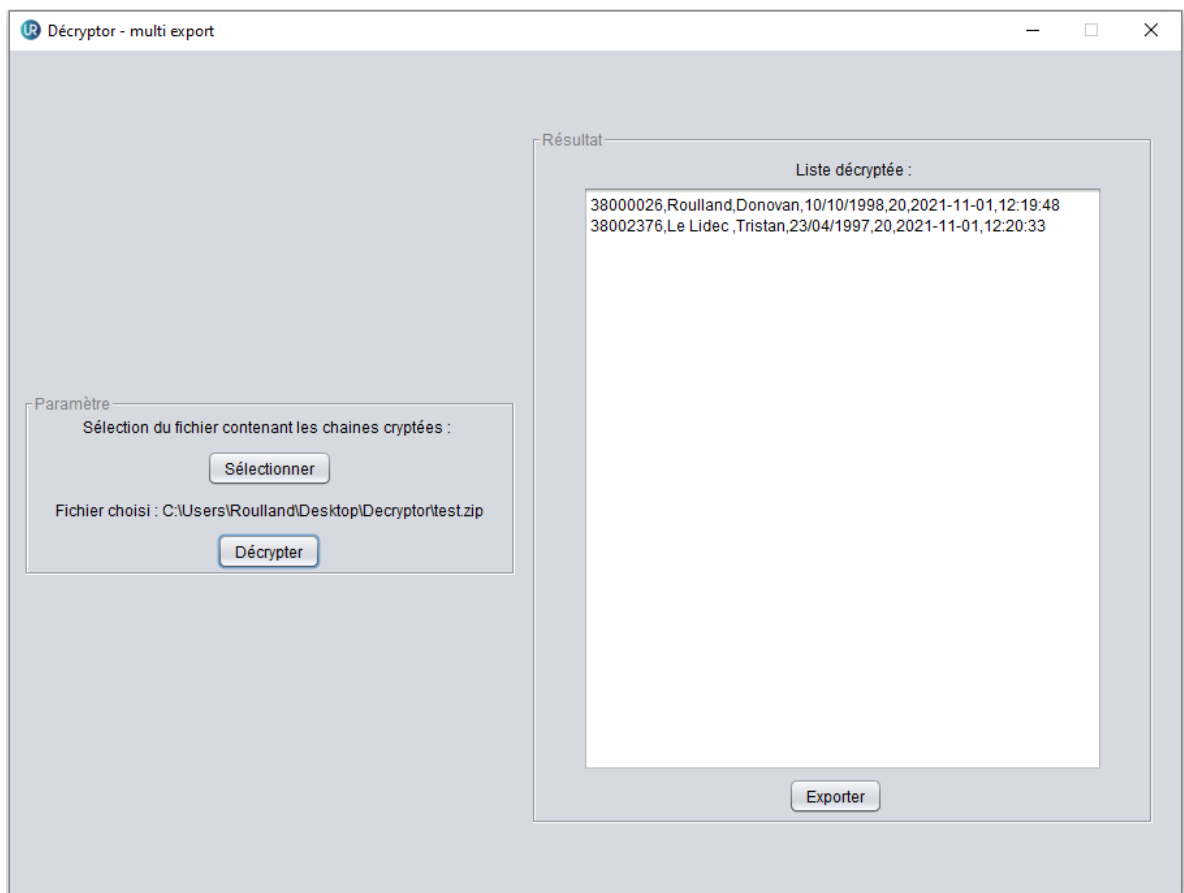 UR Décryptor - multi export
Paramètre
Sélection du fichier contenant les chaines cryptées :
Sélectionner
Fichier choisi : C:\Users\Roulland\Desktop\Decryptor\test.zip
Décrypter
Résultat
Liste décryptée :
38000026,Roulland,Donovan,10/10/1998,20,2021-11-01,12:19:48
38002376,Le Lidec ,Tristan,23/04/1997,20,2021-11-01,12:20:33
Exporter